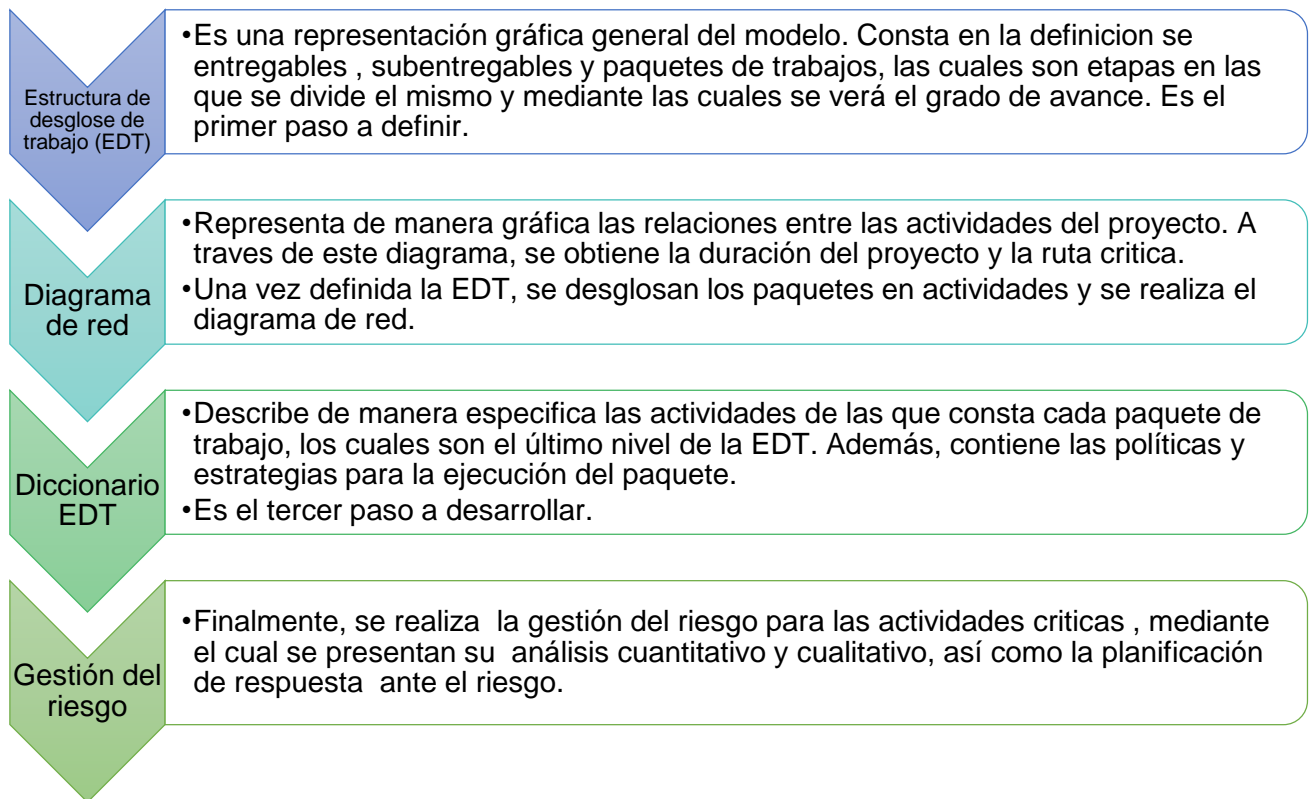 Estructura de
desglose de
trabajo (EDT)
•Es una representación gráfica general del modelo. Consta en la definicion se
entregables , subentregables y paquetes de trabajos, las cuales son etapas en las
que se divide el mismo y mediante las cuales se verá el grado de avance. Es el
primer paso a definir.
Diagrama
de red
•Representa de manera gráfica las relaciones entre las actividades del proyecto. A
traves de este diagrama, se obtiene la duración del proyecto y la ruta critica.
•Una vez definida la EDT, se desglosan los paquetes en actividades y se realiza el
diagrama de red.
Diccionario
EDT
•Describe de manera especifica las actividades de las que consta cada paquete de
trabajo, los cuales son el último nivel de la EDT. Además, contiene las políticas y
estrategias para la ejecución del paquete.
•Es el tercer paso a desarrollar.
Gestión del
riesgo
•Finalmente, se realiza  la gestión del riesgo para las actividades criticas , mediante
el cual se presentan su  análisis cuantitativo y cualitativo, así como la planificación
de respuesta  ante el riesgo.